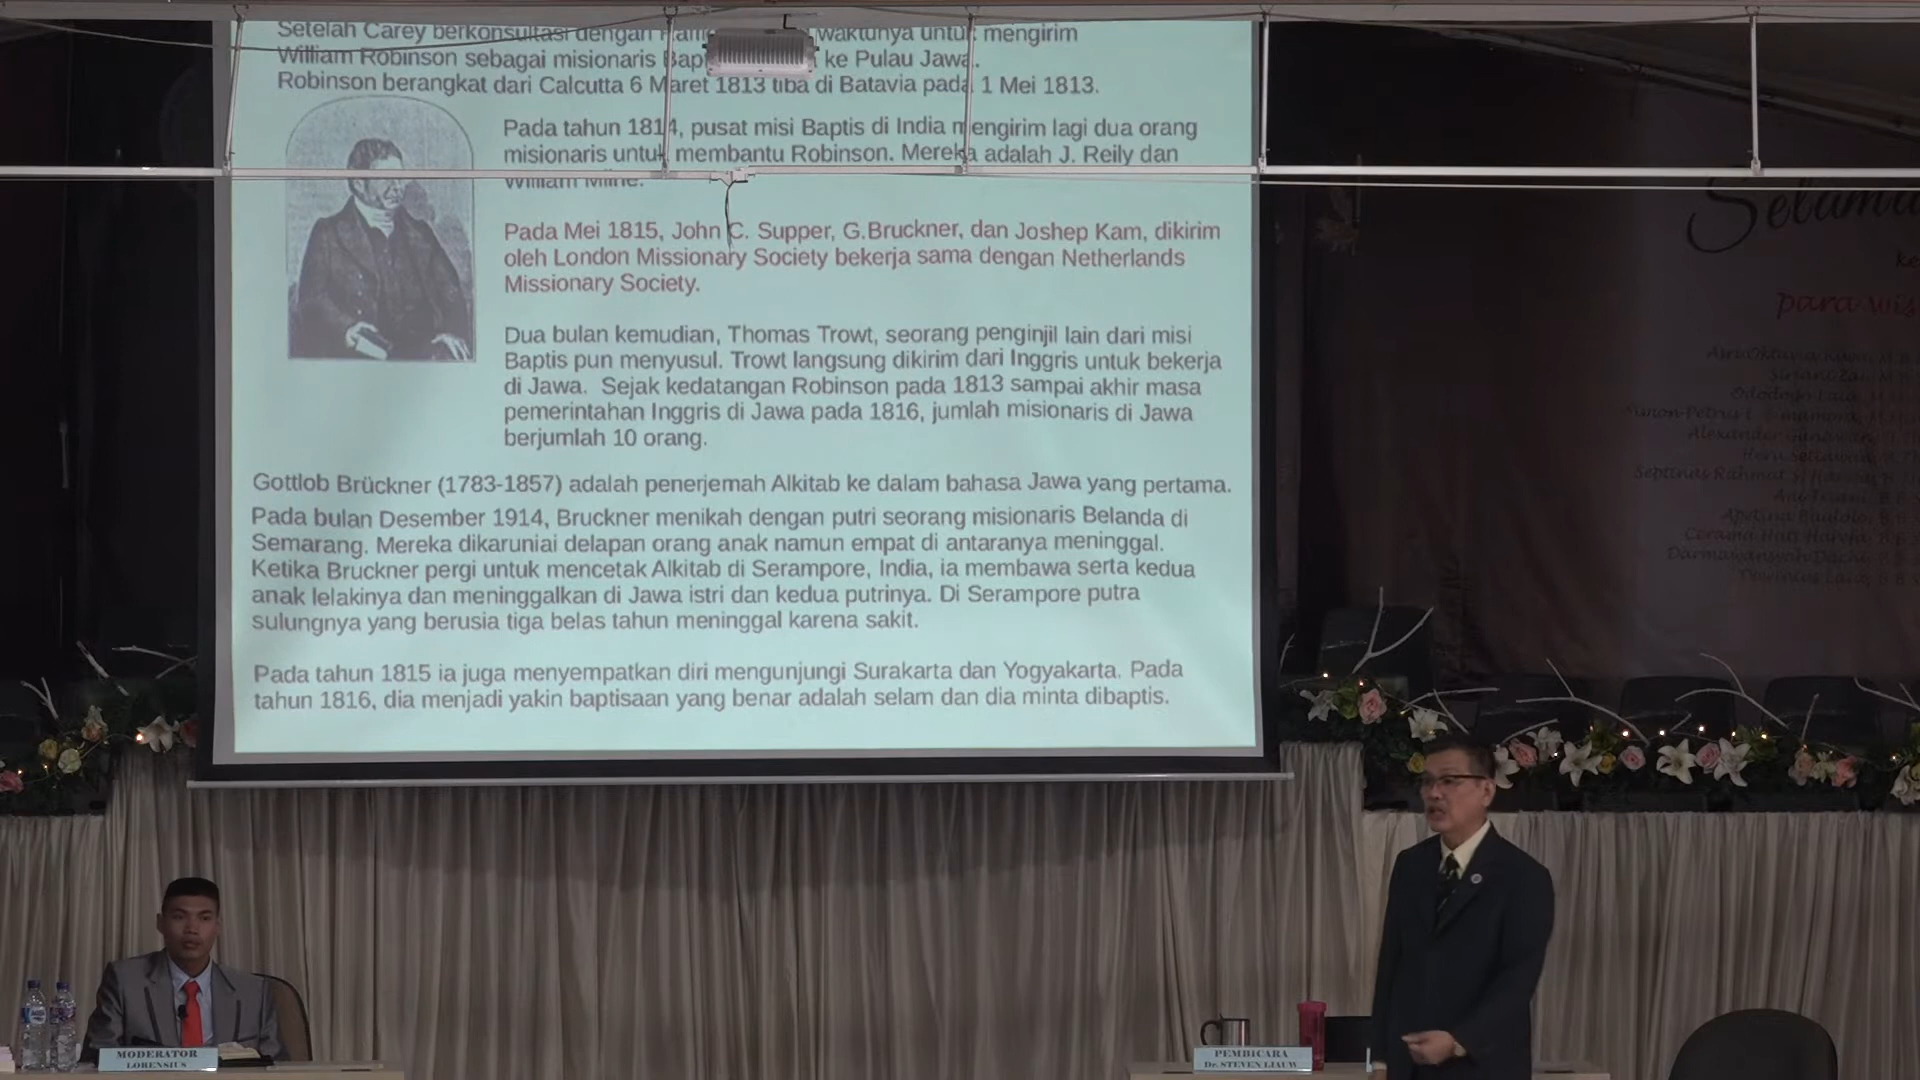 Setelah Carey berkonsultasi dengan waktunya untuk mengirim
William Robinson sebagai misionaris ke Pulau Jawa.
Robinson berangkat dari Calcutta 6 Maret 1813 tiba di Batavia pada 1 Mei 1813.
Pada tahun 1814, pusat misi Baptis di India mengirim lagi dua orang
misionaris untuk membantu Robinson. Mereka adalah J. Reily dan
William Milne.
Pada Mei 1815, John C. Supper, G.Bruckner, dan Joshep Kam, dikirim
oleh London Missionary Society bekerja sama dengan Netherlands
Missionary Society.
Dua bulan kemudian, Thomas Trowt, seorang penginjil lain dari misi
Baptis pun menyusul. Trowt langsung dikirim dari Inggris untuk bekerja
di Jawa. Sejak kedatangan Robinson pada 1813 sampai akhir masa
pemerintahan Inggris di Jawa pada 1816, jumlah misionaris di Jawa
berjumlah 10 orang.
Gottlob Brückner (1783-1857) adalah penerjemah Alkitab ke dalam bahasa Jawa yang pertama.
Pada bulan Desember 1914, Bruckner menikah dengan putri seorang misionaris Belanda di
Semarang. Mereka dikaruniai delapan orang anak namun empat di antaranya meninggal.
Ketika Bruckner pergi untuk mencetak Alkitab di Serampore, India, ia membawa serta kedua
anak lelakinya dan meninggalkan di Jawa istri dan kedua putrinya. Di Serampore putra
sulungnya yang berusia tiga belas tahun meninggal karena sakit.
Pada tahun 1815 ia juga menyempatkan diri mengunjungi Surakarta dan Yogyakarta. Pada
tahun 1816, dia menjadi yakin baptisaan yang benar adalah selam dan dia minta dibaptis.
para
MODERATOR
LORENSIUS
PEMBICARA
Dr. STEVEN LIAUW